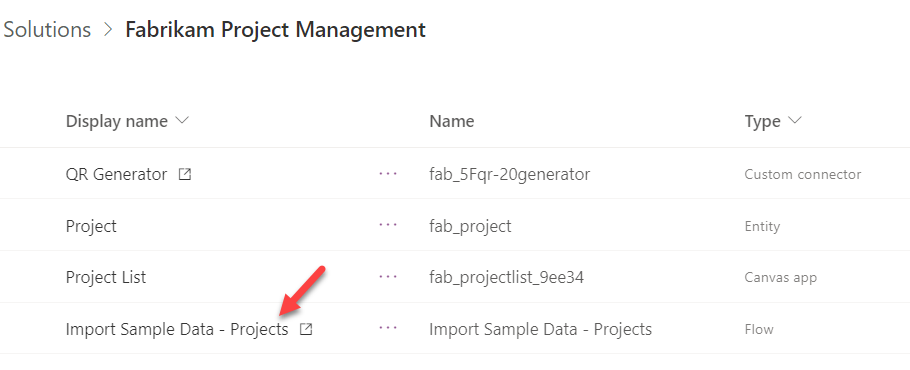 Solutions > Fabrikam Project Management
Display name Name Type
QR Generator ··· fab_5Fqr-20generator Custom connector
Project ··· fab_project Entity
Project List ··· fab_projectlist_9ee34 Canvas app
Import Sample Data - Projects ··· Import Sample Data - Projects Flow